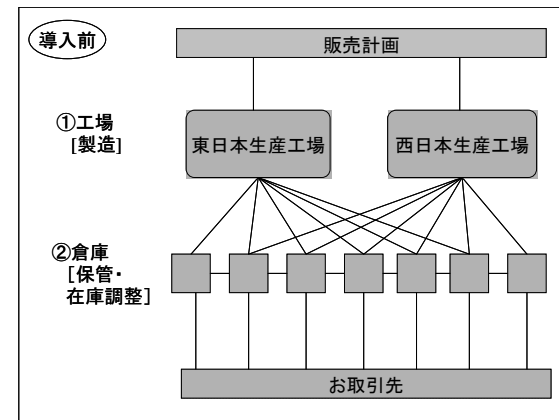 導入前
販売計画
①工場
[製造]
東日本生産工場
西日本生産工場
②倉庫
[保管・
在庫調整]
お取引先